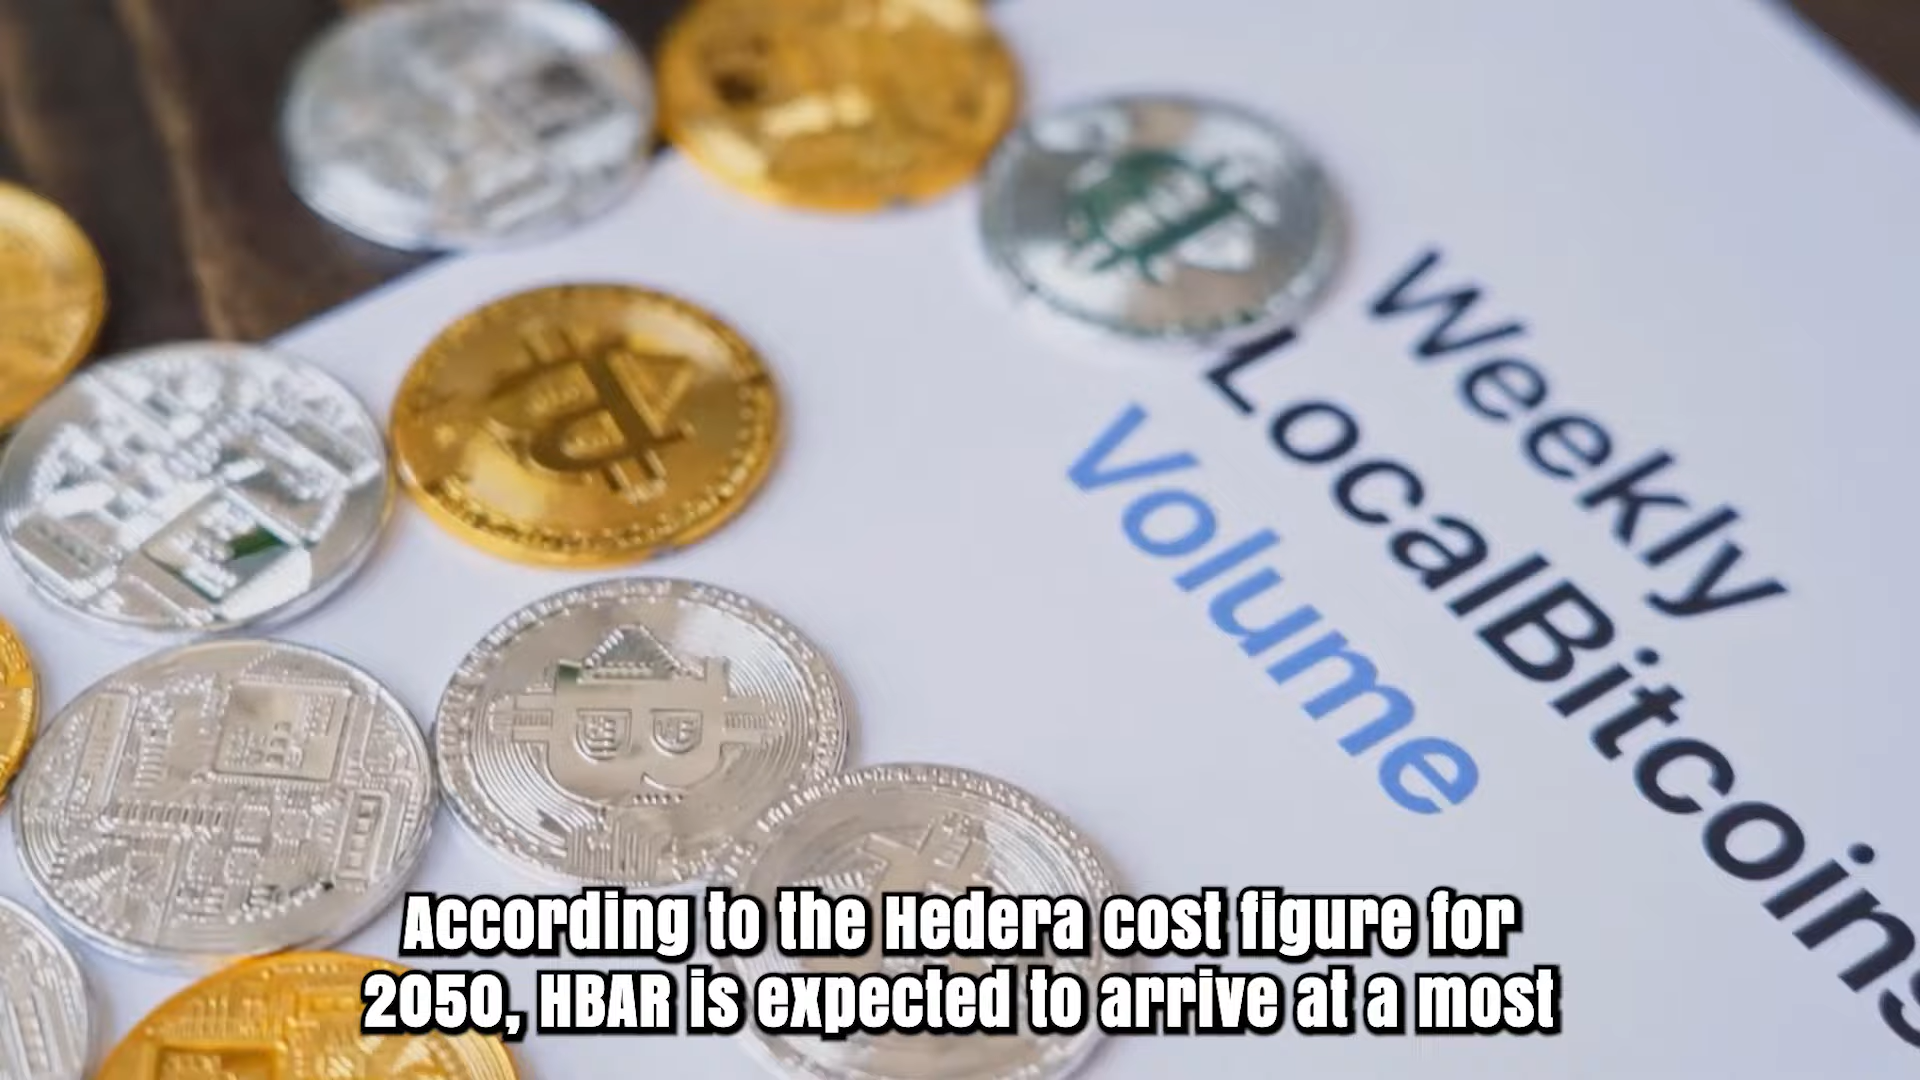 Weekly
LocalBitcoins
Volume
According to the Hedera cost figure for
2050, HBAR is expected to arrive at a most